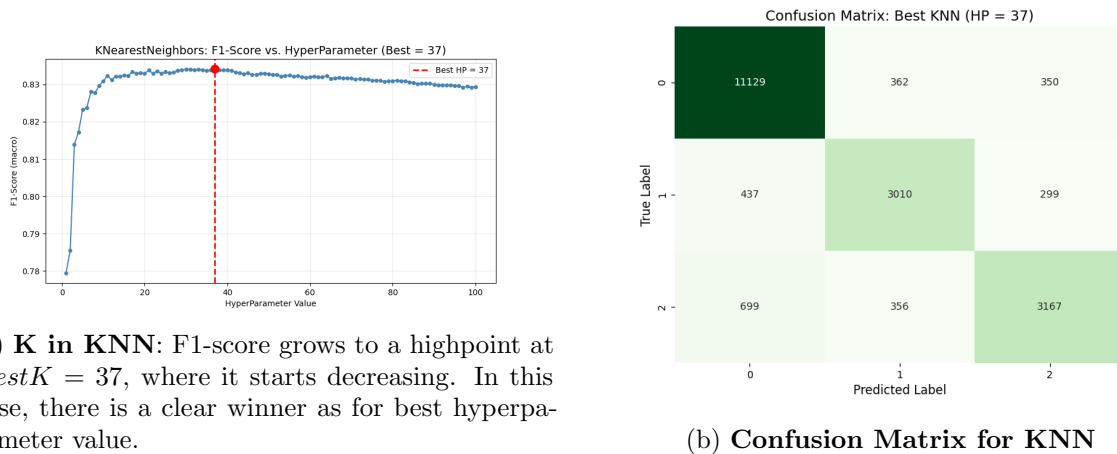 KNearestNeighbors: F1-Score vs. HyperParameter (Best = 37)
Best HP = 37
F1-Score (macro)
0.83
0.82
0.81
0.80
0.79
0.78
0 20 40 60 80 100
HyperParameter Value
) K in KNN: F1-score grows to a highpoint at
estK = 37, where it starts decreasing. In this
se, there is a clear winner as for best hyperpa-
meter value.
Confusion Matrix: Best KNN (HP = 37)
True Label
0 11129 362 350
1 437 3010 299
2 699 356 3167
0 1 2
Predicted Label
(b) Confusion Matrix for KNN